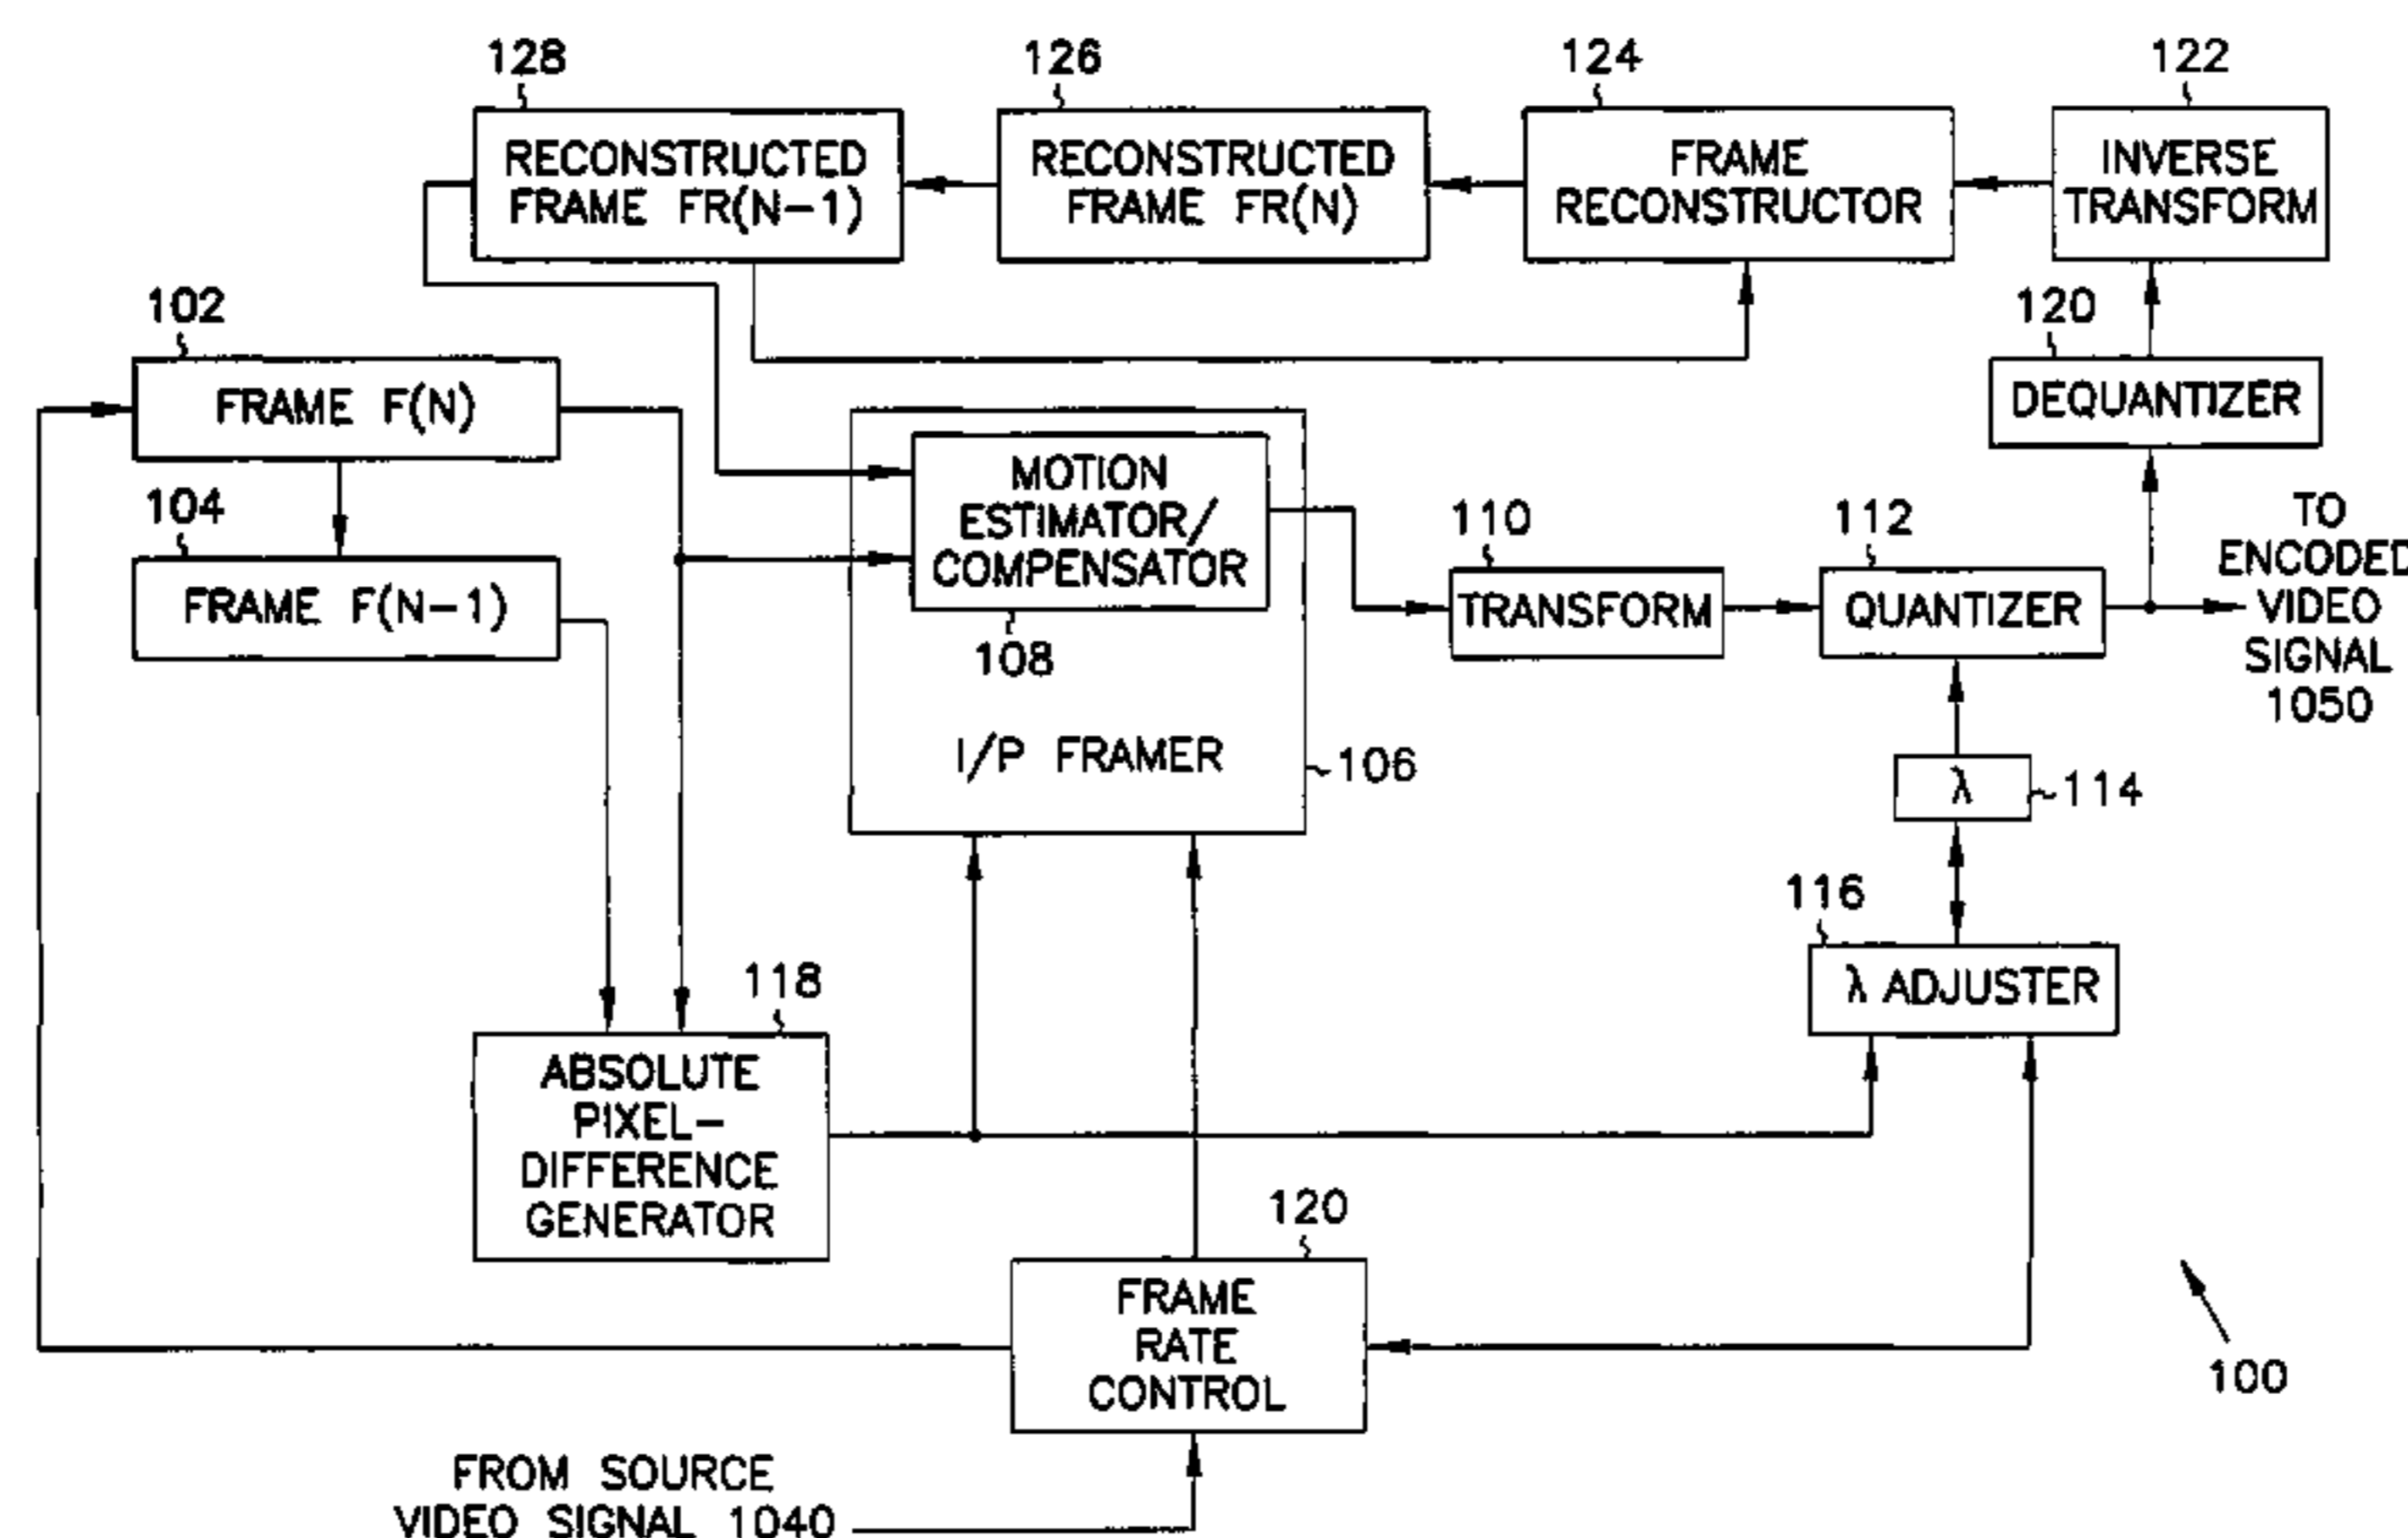 128
126
124
122
RECONSTRUCTED
FRAME FR(N-1)
RECONSTRUCTED
FRAME FR(N)
FRAME
RECONSTRUCTOR
INVERSE
TRANSFORM
102
120
FRAME F(N)
DEQUANTIZER
104
FRAME F(N-1)
MOTION
ESTIMATOR/
COMPENSATOR
108
I/P FRAMER
106
110
TRANSFORM
112
QUANTIZER
TO
ENCODED
VIDEO
SIGNAL
1050
λ
114
116
λ ADJUSTER
118
ABSOLUTE
PIXEL-
DIFFERENCE
GENERATOR
120
FRAME
RATE
CONTROL
100
FROM SOURCE
VIDEO SIGNAL 1040